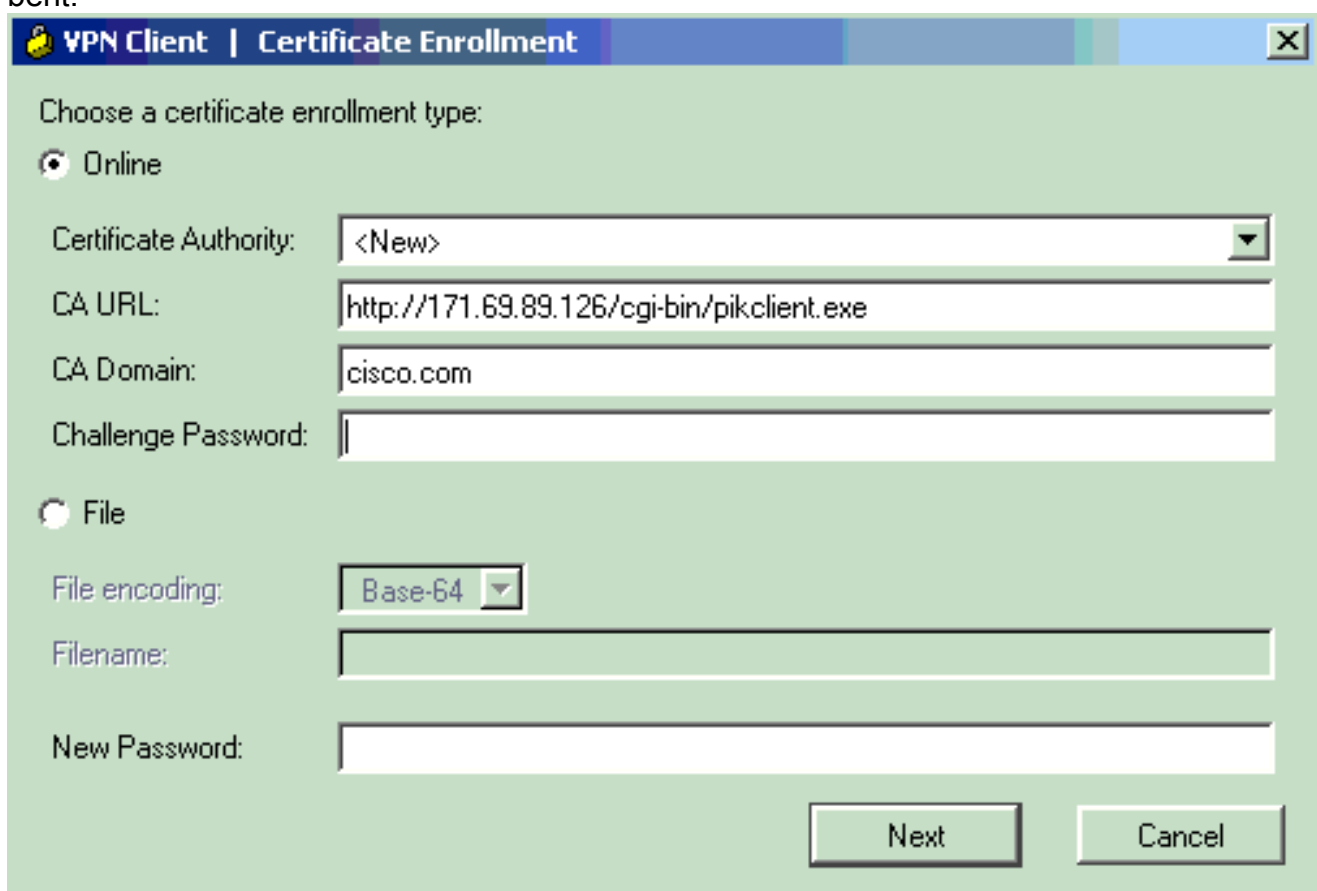 bent.
VPN Client | Certificate Enrollment
Choose a certificate enrollment type:
Online
Certificate Authority: <New>
CA URL: http://171.69.89.126/cgi-bin/pikclient.exe
CA Domain: cisco.com
Challenge Password:
File
File encoding: Base-64
Filename:
New Password:
Next Cancel